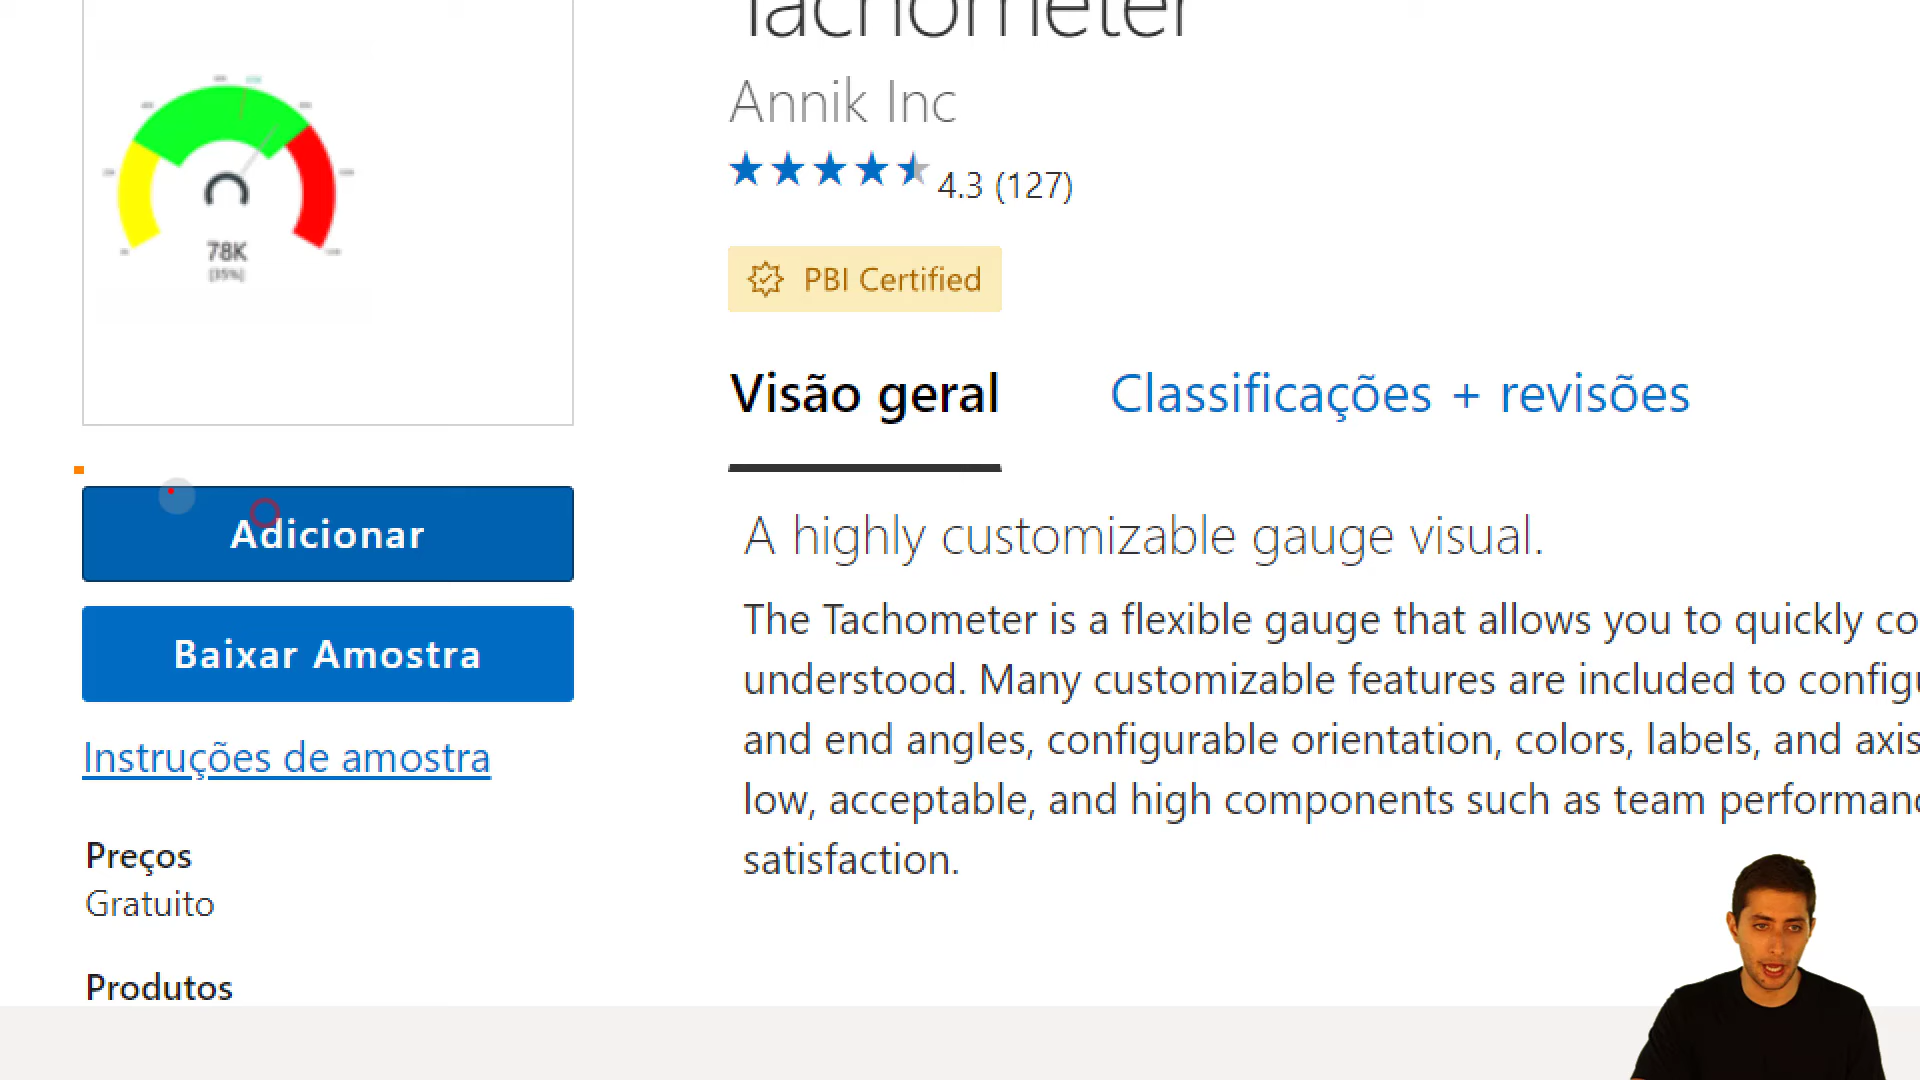 Tachometer
Annik Inc
4.3 (127)
PBI Certified
Visão geral
Classificações + revisões
78K
[35%]
Adicionar
Baixar Amostra
Instruções de amostra
Preços
Gratuito
Produtos
A highly customizable gauge visual.
The Tachometer is a flexible gauge that allows you to quickly co
understood. Many customizable features are included to config
and end angles, configurable orientation, colors, labels, and axis
low, acceptable, and high components such as team performan
satisfaction.